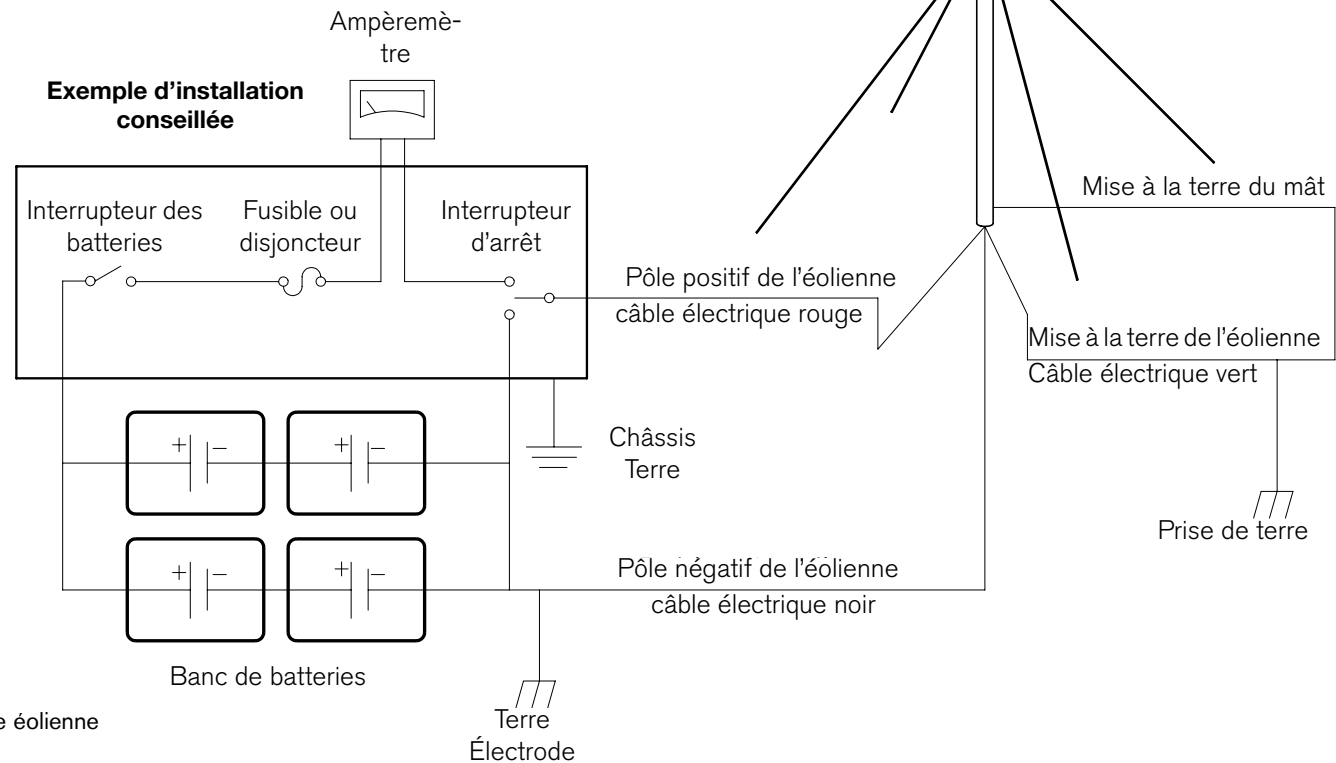 Ampèremè-
tre
Exemple d'installation
conseillée
Interrupteur des
batteries
Fusible ou
disjoncteur
Interrupteur
d'arrêt
Mise à la terre du mât
Pôle positif de l'éolienne
câble électrique rouge
Mise à la terre de l'éolienne
Câble électrique vert
+ –
+ –
Châssis
Terre
Prise de terre
+ –
+ –
Pôle négatif de l'éolienne
câble électrique noir
Banc de batteries
e éolienne
Terre
Électrode